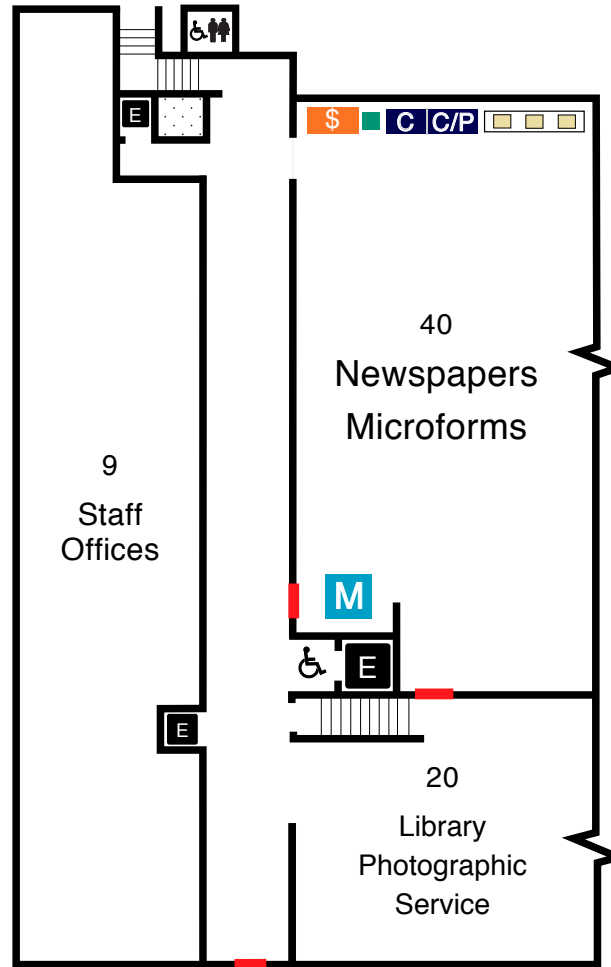 E
$ C C/P
40
Newspapers
Microforms
9
Staff
Offices
M
E
E
20
Library
Photographic
Service